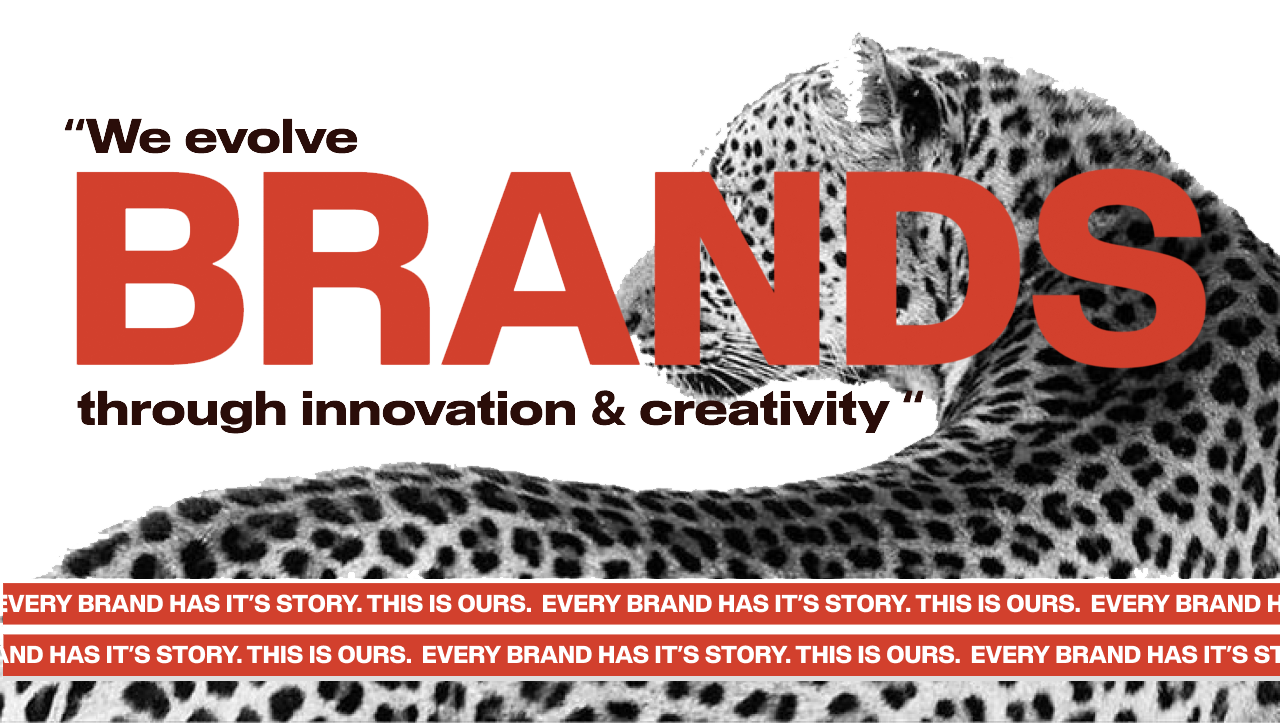 “We evolve
BRANDS
through innovation & creativity “
EVERY BRAND HAS IT’S STORY. THIS IS OURS. EVERY BRAND HAS IT’S STORY. THIS IS OURS. EVERY BRAND H
AND HAS IT’S STORY. THIS IS OURS. EVERY BRAND HAS IT’S STORY. THIS IS OURS. EVERY BRAND HAS IT’S ST